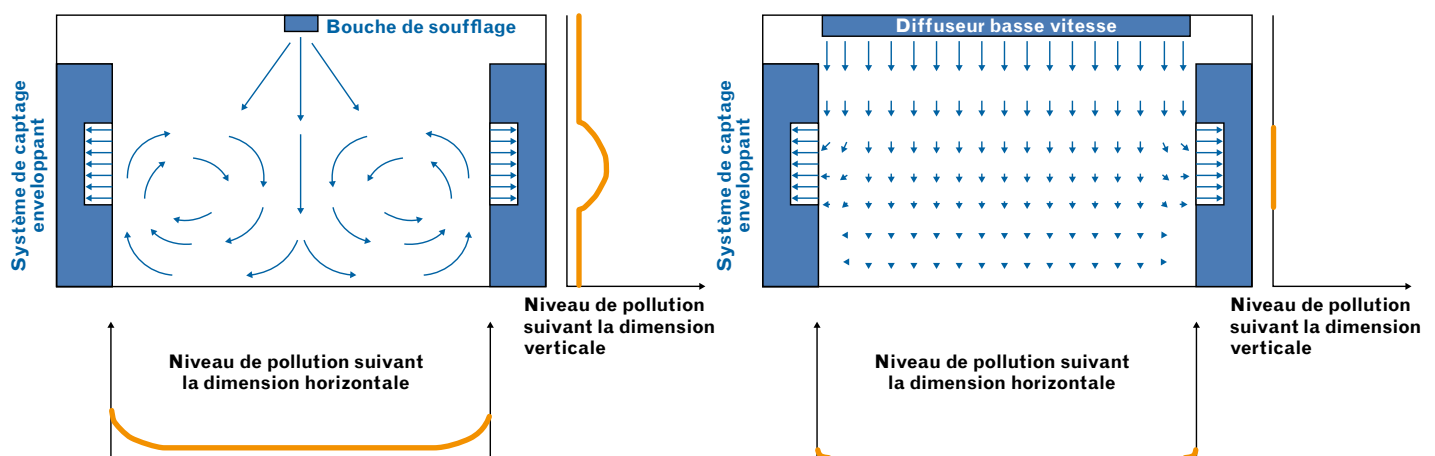 Bouche de soufflage
Système de captage
enveloppant
Niveau de pollution
suivant la dimension
verticale
Niveau de pollution suivant
la dimension horizontale
Diffuseur basse vitesse
Système de captage
enveloppant
Niveau de pollution
suivant la dimension
verticale
Niveau de pollution suivant
la dimension horizontale